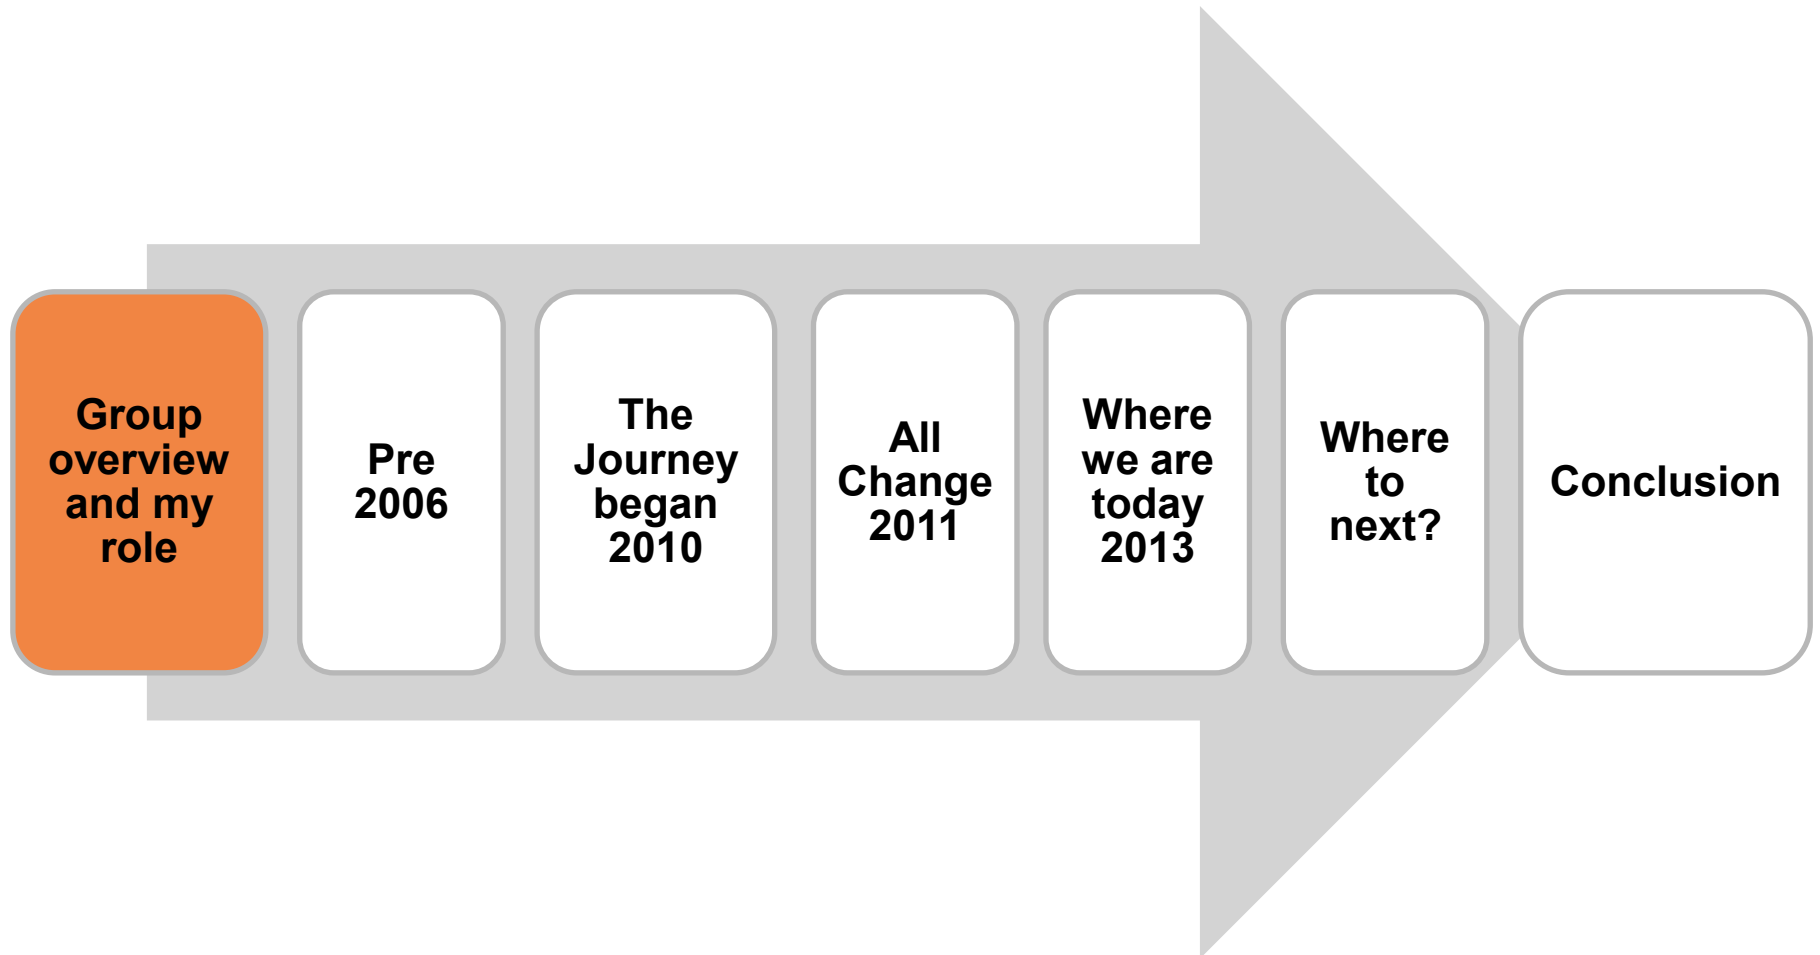 Group
overview
and my
role
Pre
2006
The
Journey
began
2010
All
Change
2011
Where
we are
today
2013
Where
to
next?
Conclusion